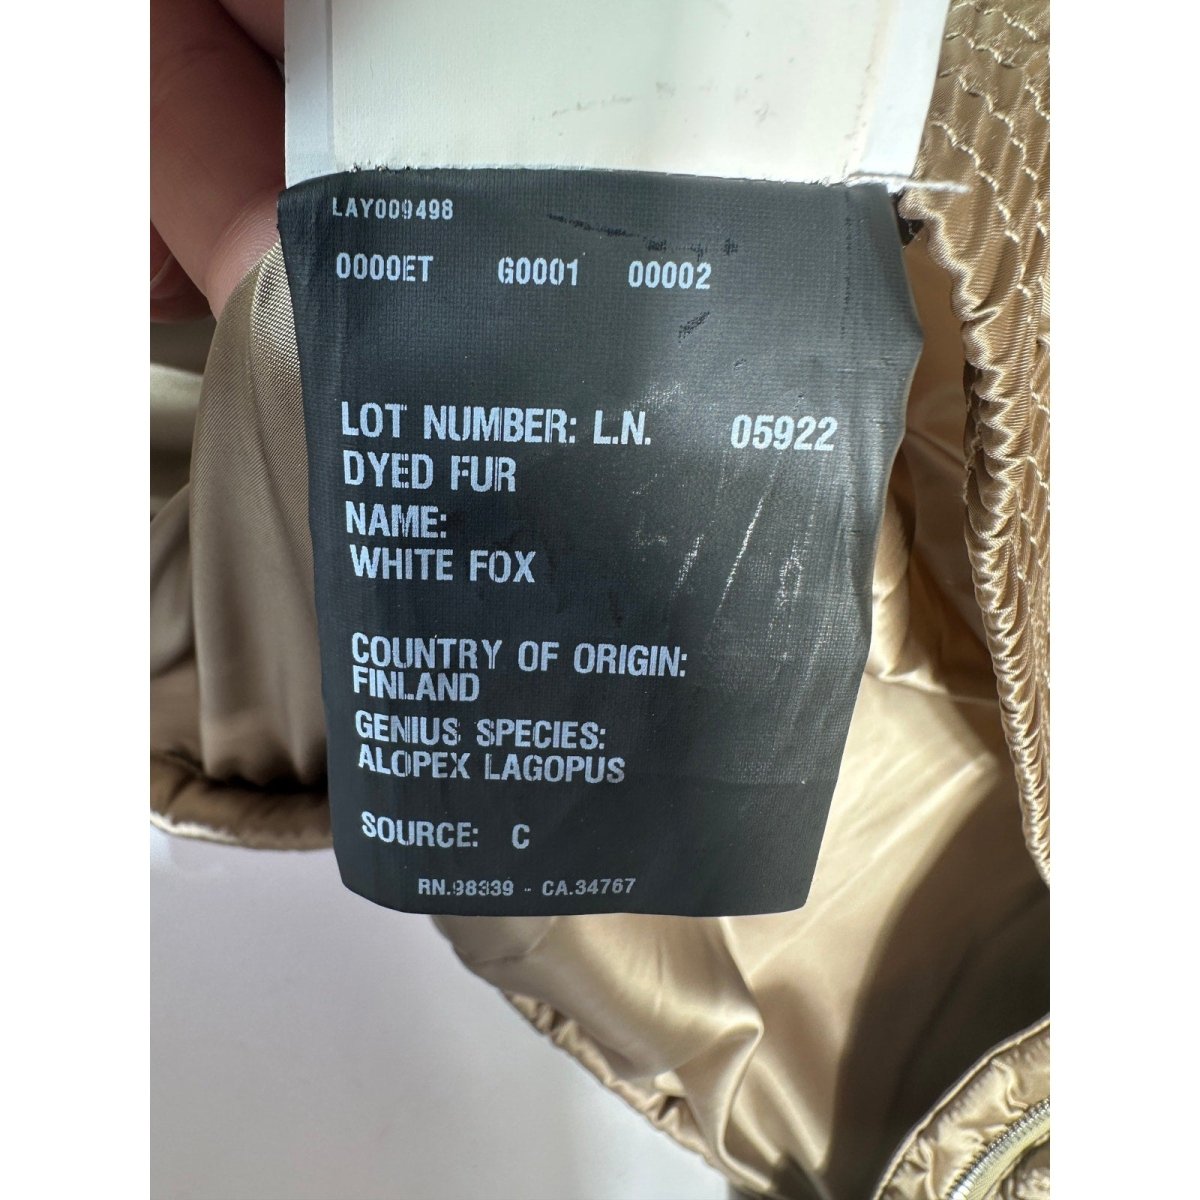 LAY009498
0000ET G0001 00002
LOT NUMBER: L.N. 05922
DYED FUR
NAME:
WHITE FOX
COUNTRY OF ORIGIN:
FINLAND
GENIUS SPECIES:
ALOPEX LAGOPUS
SOURCE: C
RN.98339 - CA.34767